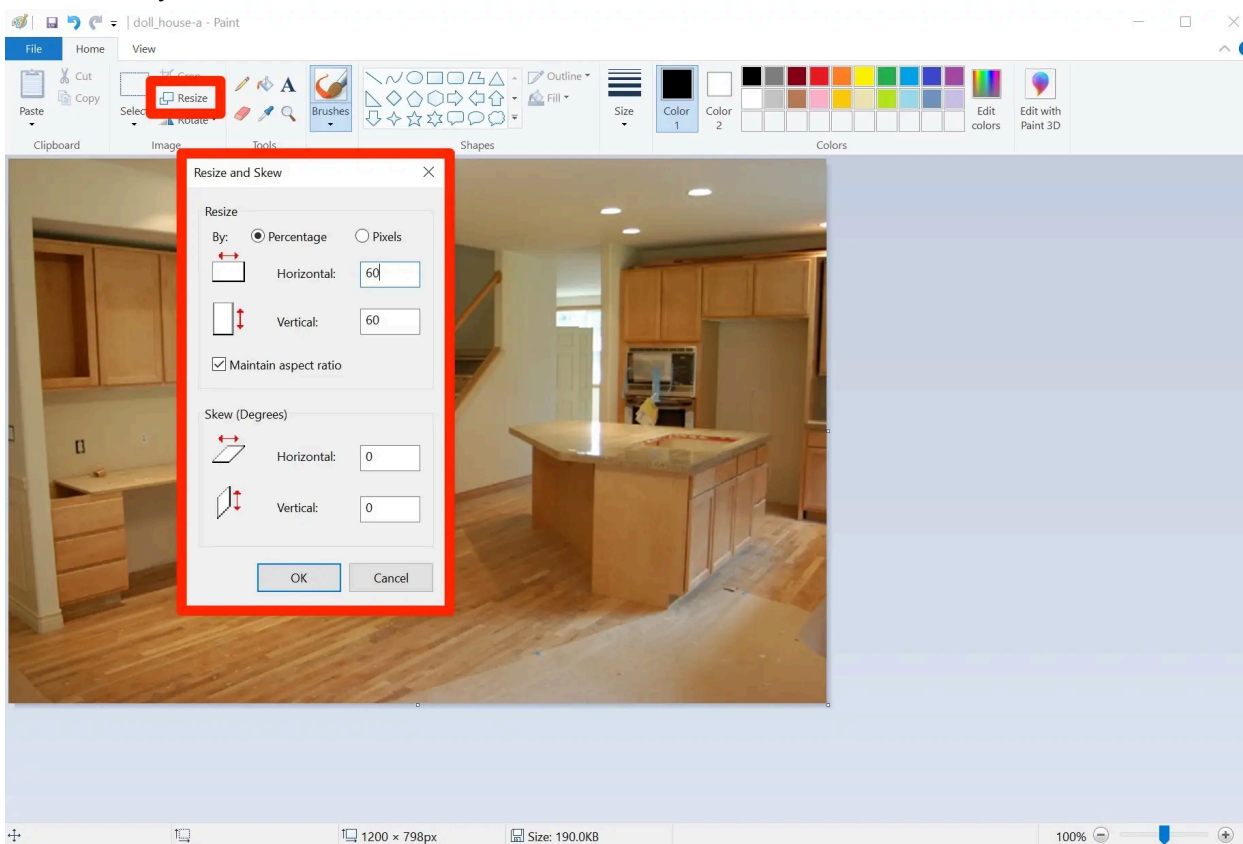 doll_house-a - Paint
File Home View
Paste
Cut
Copy
Clipboard
Select
Crop
Resize
Rotate
Image
A
Tools
Brushes
Outline
Fill
Shapes
Size
Color 1
Color 2
Edit colors
Colors
Edit with Paint 3D
Resize and Skew
Resize
By: Percentage Pixels
Horizontal: 60
Vertical: 60
Maintain aspect ratio
Skew (Degrees)
Horizontal: 0
Vertical: 0
OK Cancel
1200 × 798px Size: 190.0KB 100%